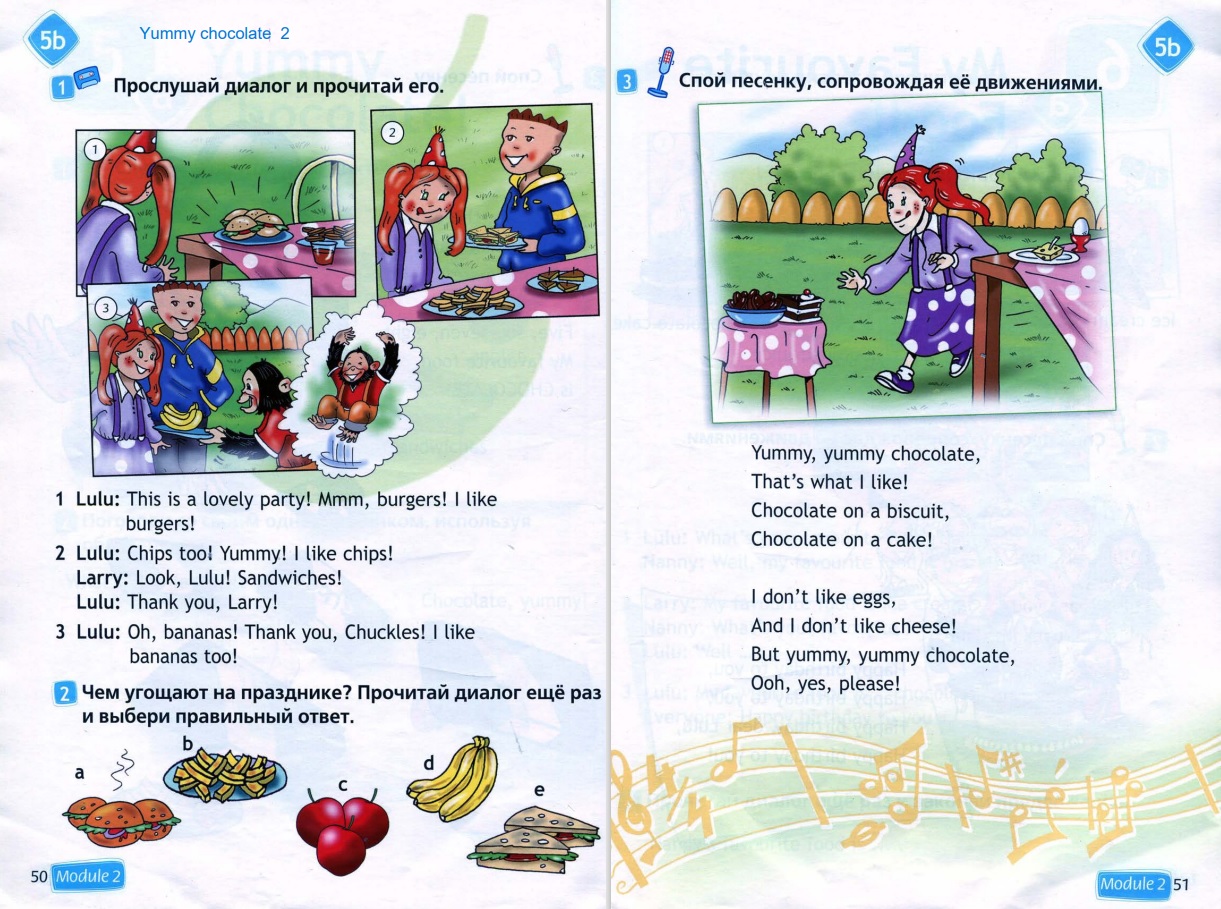 5b
Yummy chocolate 2
1 Прослушай диалог и прочитай его.
1
2
3
1 Lulu: This is a lovely party! Mmm, burgers! I like
burgers!
2 Lulu: Chips too! Yummy! I like chips!
Larry: Look, Lulu! Sandwiches!
Lulu: Thank you, Larry!
3 Lulu: Oh, bananas! Thank you, Chuckles! I like
bananas too!
2 Чем угощают на празднике? Прочитай диалог ещё раз
и выбери правильный ответ.
a
b
c
d
e
50 Module 2
5b
3 Спой песенку, сопровождая её движениями.
Yummy, yummy chocolate,
That's what I like!
Chocolate on a biscuit,
Chocolate on a cake!
I don't like eggs,
And I don't like cheese!
But yummy, yummy chocolate,
Ooh, yes, please!
Module 2 51